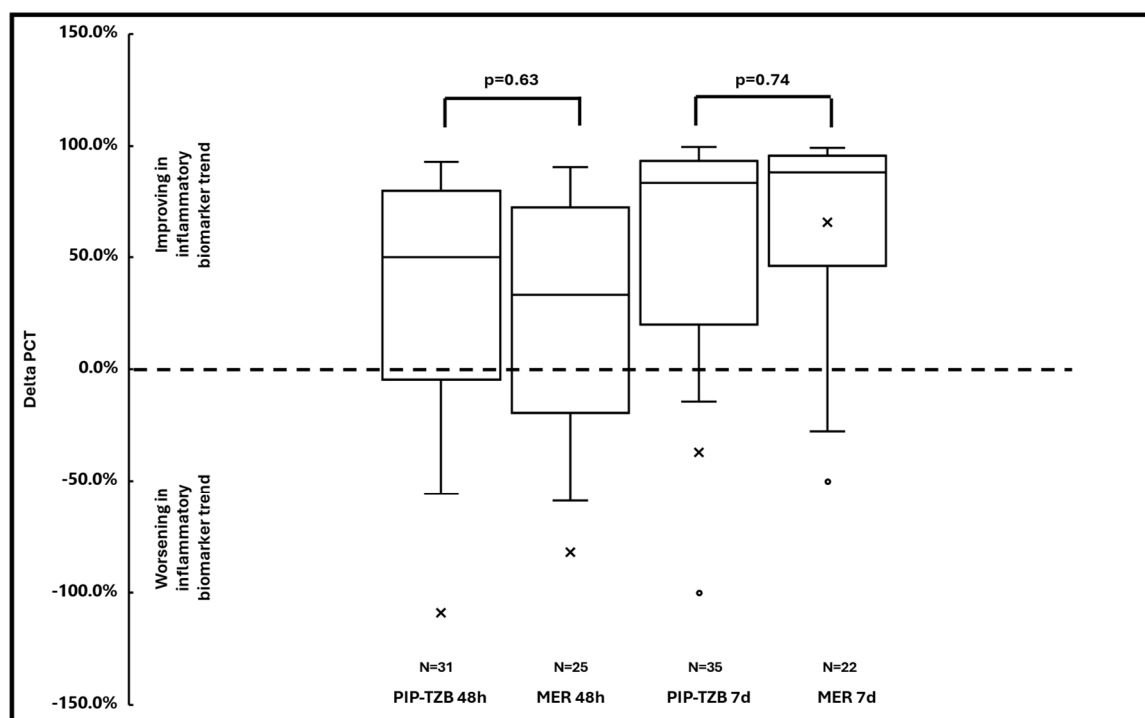 150.0%
p=0.63
p=0.74
100.0%
Improving in
inflammatory
biomarker trend
50.0%
Delta PCT
0.0%
-50.0%
Worsening in
inflammatory
biomarker trend
-100.0%
N=31
N=25
N=35
N=22
PIP-TZB 48h
MER 48h
PIP-TZB 7d
MER 7d
-150.0%